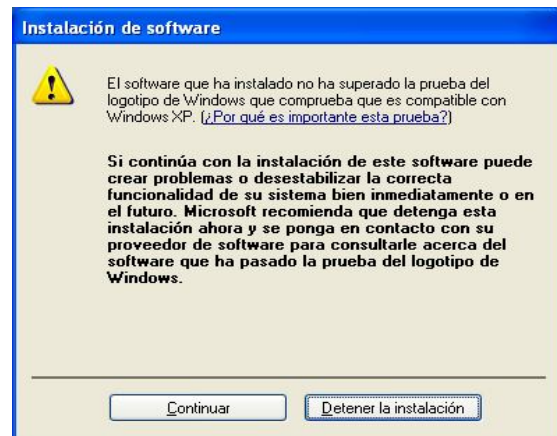 Instalación de software
El software que ha instalado no ha superado la prueba del
logotipo de Windows que comprueba que es compatible con
Windows XP. (¿Por qué es importante esta prueba?)
Si continúa con la instalación de este software puede
crear problemas o desestabilizar la correcta
funcionalidad de su sistema bien inmediatamente o en
el futuro. Microsoft recomienda que detenga esta
instalación ahora y se ponga en contacto con su
proveedor de software para consultarle acerca del
software que ha pasado la prueba del logotipo de
Windows.
Continuar
Detener la instalación